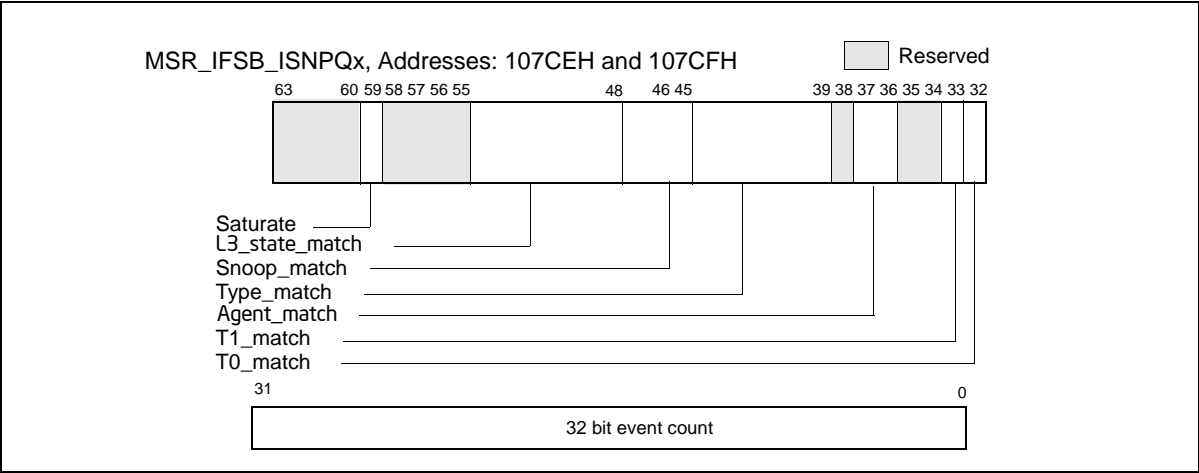 MSR_IFSB_ISNPQx, Addresses: 107CEH and 107CFH
Reserved
63 60 59 58 57 56 55 48 46 45 39 38 37 36 35 34 33 32
Saturate
L3_state_match
Snoop_match
Type_match
Agent_match
T1_match
T0_match
31 0
32 bit event count